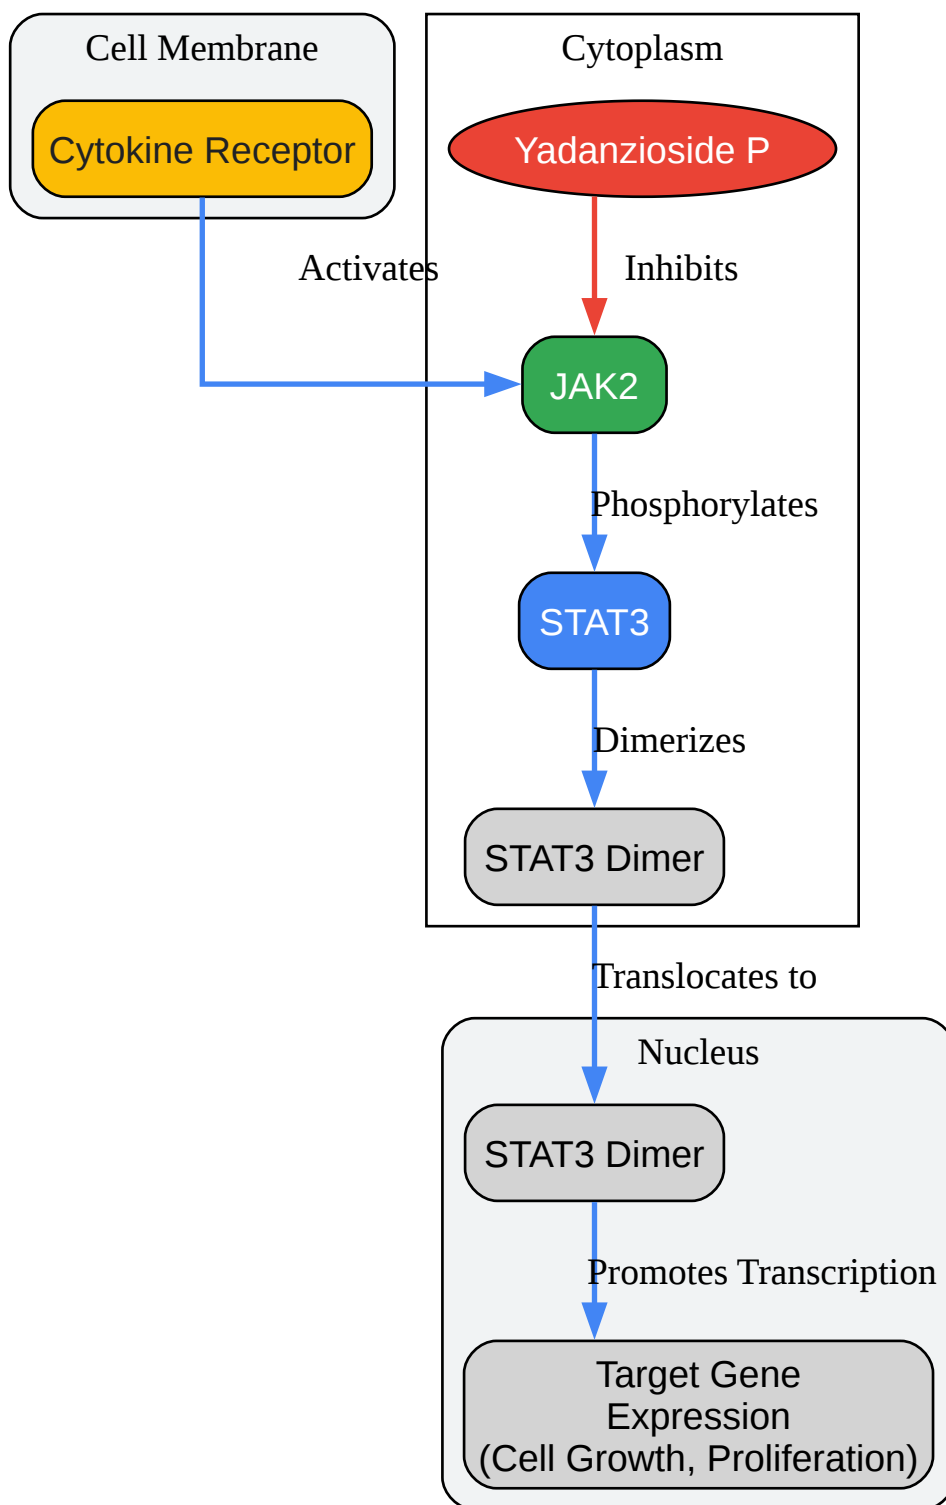 Cell Membrane
Cytoplasm
Cytokine Receptor
Yadanzioside P
Activates
Inhibits
JAK2
Phosphorylates
STAT3
Dimerizes
STAT3 Dimer
Translocates to
Nucleus
STAT3 Dimer
Promotes Transcription
Target Gene
Expression
(Cell Growth, Proliferation)